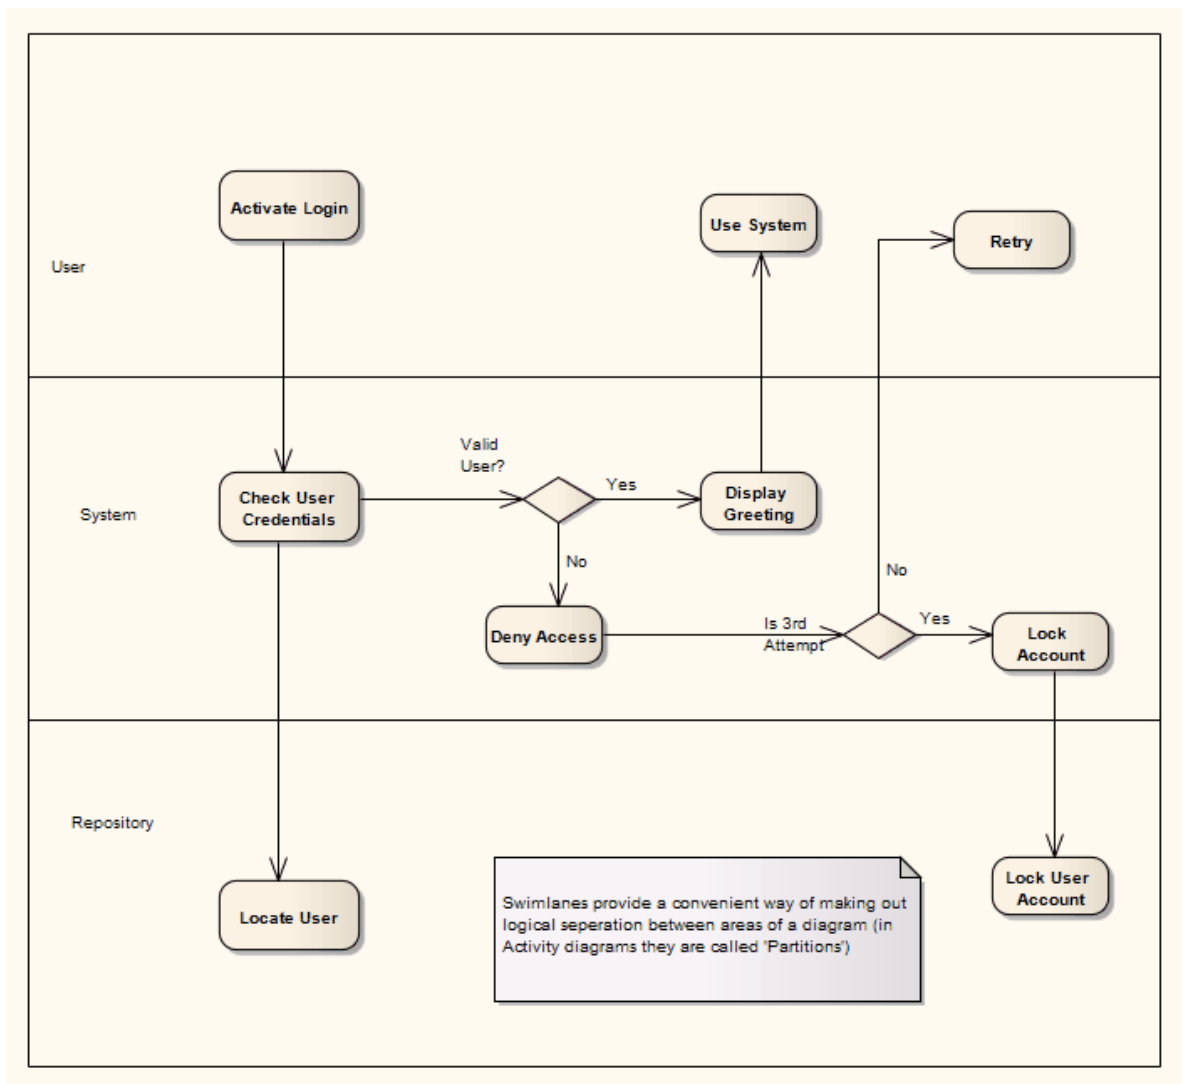 Activate Login
Use System
Retry
User
Valid
User?
Yes
Check User
Credentials
Display
Greeting
System
No
No
Deny Access
Is 3rd
Attempt
Yes
Lock
Account
Repository
Locate User
Swimlanes provide a convenient way of making out
logical seperation between areas of a diagram (in
Activity diagrams they are called 'Partitions')
Lock User
Account